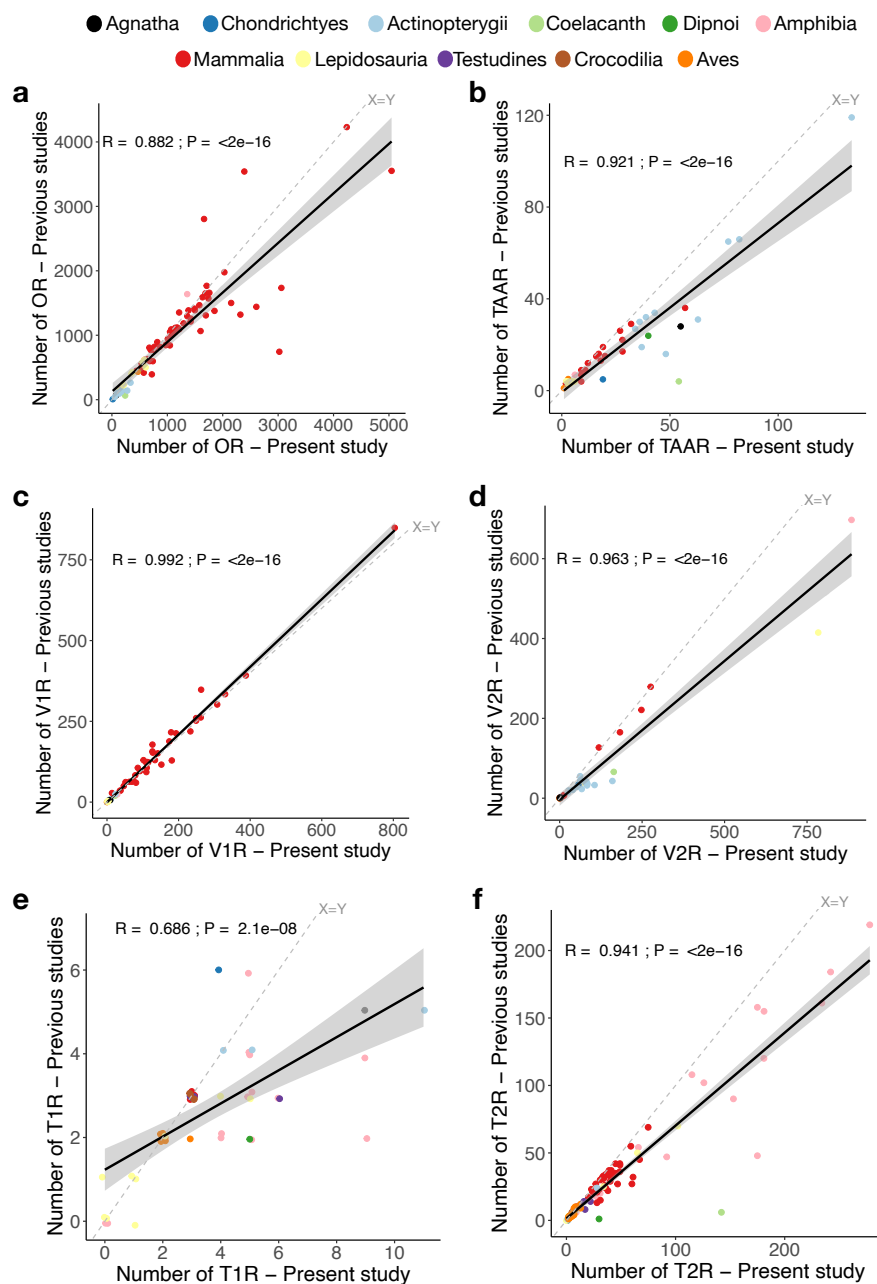 Agnatha Chondrichtyes Actinopterygii Coelacanth Dipnoi Amphibia
Mammalia Lepidosauria Testudines Crocodilia Aves
a
X=Y
R = 0.882 ; P = <2e−16
4000
3000
2000
1000
0
Number of OR − Previous studies
0 1000 2000 3000 4000 5000
Number of OR − Present study
b
X=Y
R = 0.921 ; P = <2e−16
120
80
40
0
Number of TAAR − Previous studies
0 50 100
Number of TAAR − Present study
c
X=Y
R = 0.992 ; P = <2e−16
750
500
250
0
Number of V1R − Previous studies
0 200 400 600 800
Number of V1R − Present study
d
X=Y
R = 0.963 ; P = <2e−16
600
400
200
0
Number of V2R − Previous studies
0 250 500 750
Number of V2R − Present study
e
X=Y
R = 0.686 ; P = 2.1e−08
6
4
2
0
Number of T1R − Previous studies
0 2 4 6 8 10
Number of T1R − Present study
f
X=Y
R = 0.941 ; P = <2e−16
200
150
100
50
0
Number of T2R − Previous studies
0 100 200
Number of T2R − Present study